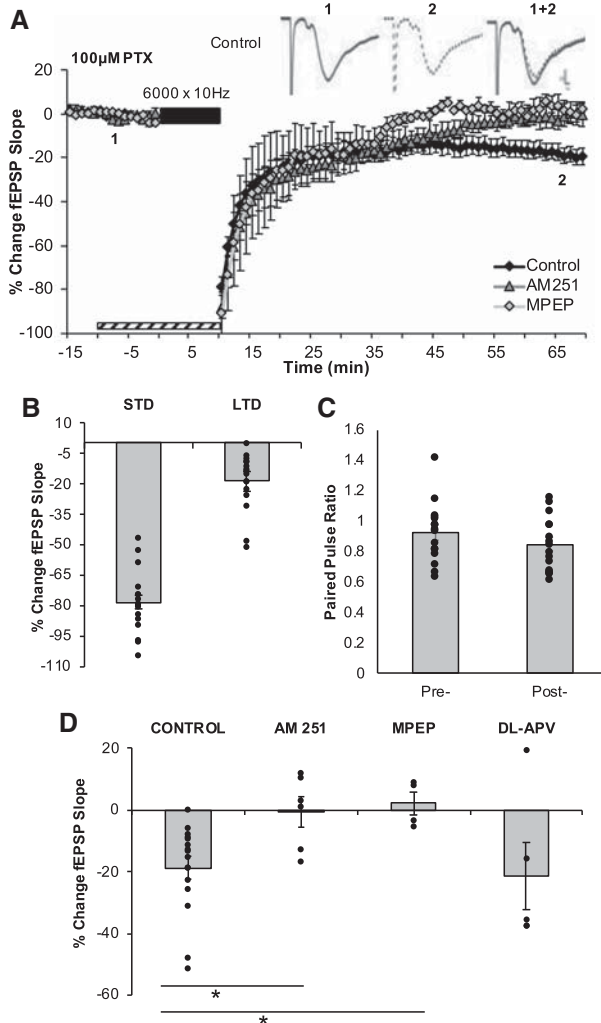 A
1
2
1+2
Control
100µM PTX
6000 x 10Hz
% Change fEPSP Slope
20
0
-20
-40
-60
-80
-100
1
2
Control
AM251
MPEP
-15
-5
5
15
25
35
45
55
65
Time (min)
B
STD
LTD
% Change fEPSP Slope
10
-5
-20
-35
-50
-65
-80
-95
-110
C
Paired Pulse Ratio
1.6
1.4
1.2
1
0.8
0.6
0.4
0.2
0
Pre-
Post-
D
CONTROL
AM 251
MPEP
DL-APV
% Change fEPSP Slope
20
0
-20
-40
-60
*
*